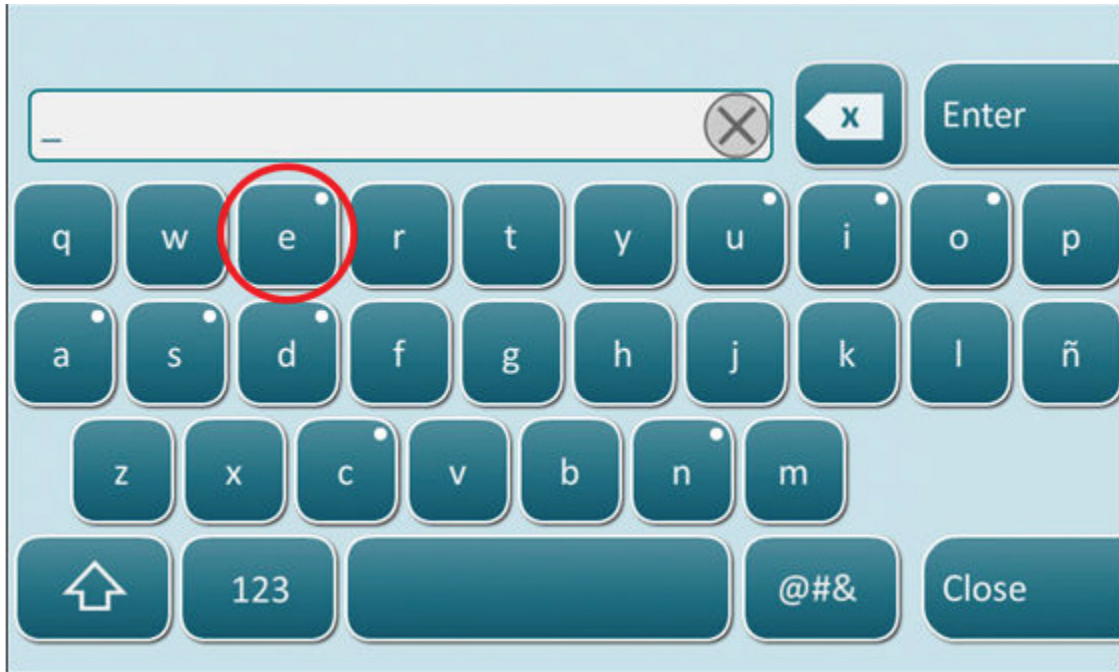 _ x Enter
q w e r t y u i o p
a s d f g h j k l ñ
z x c v b n m
123 @#& Close